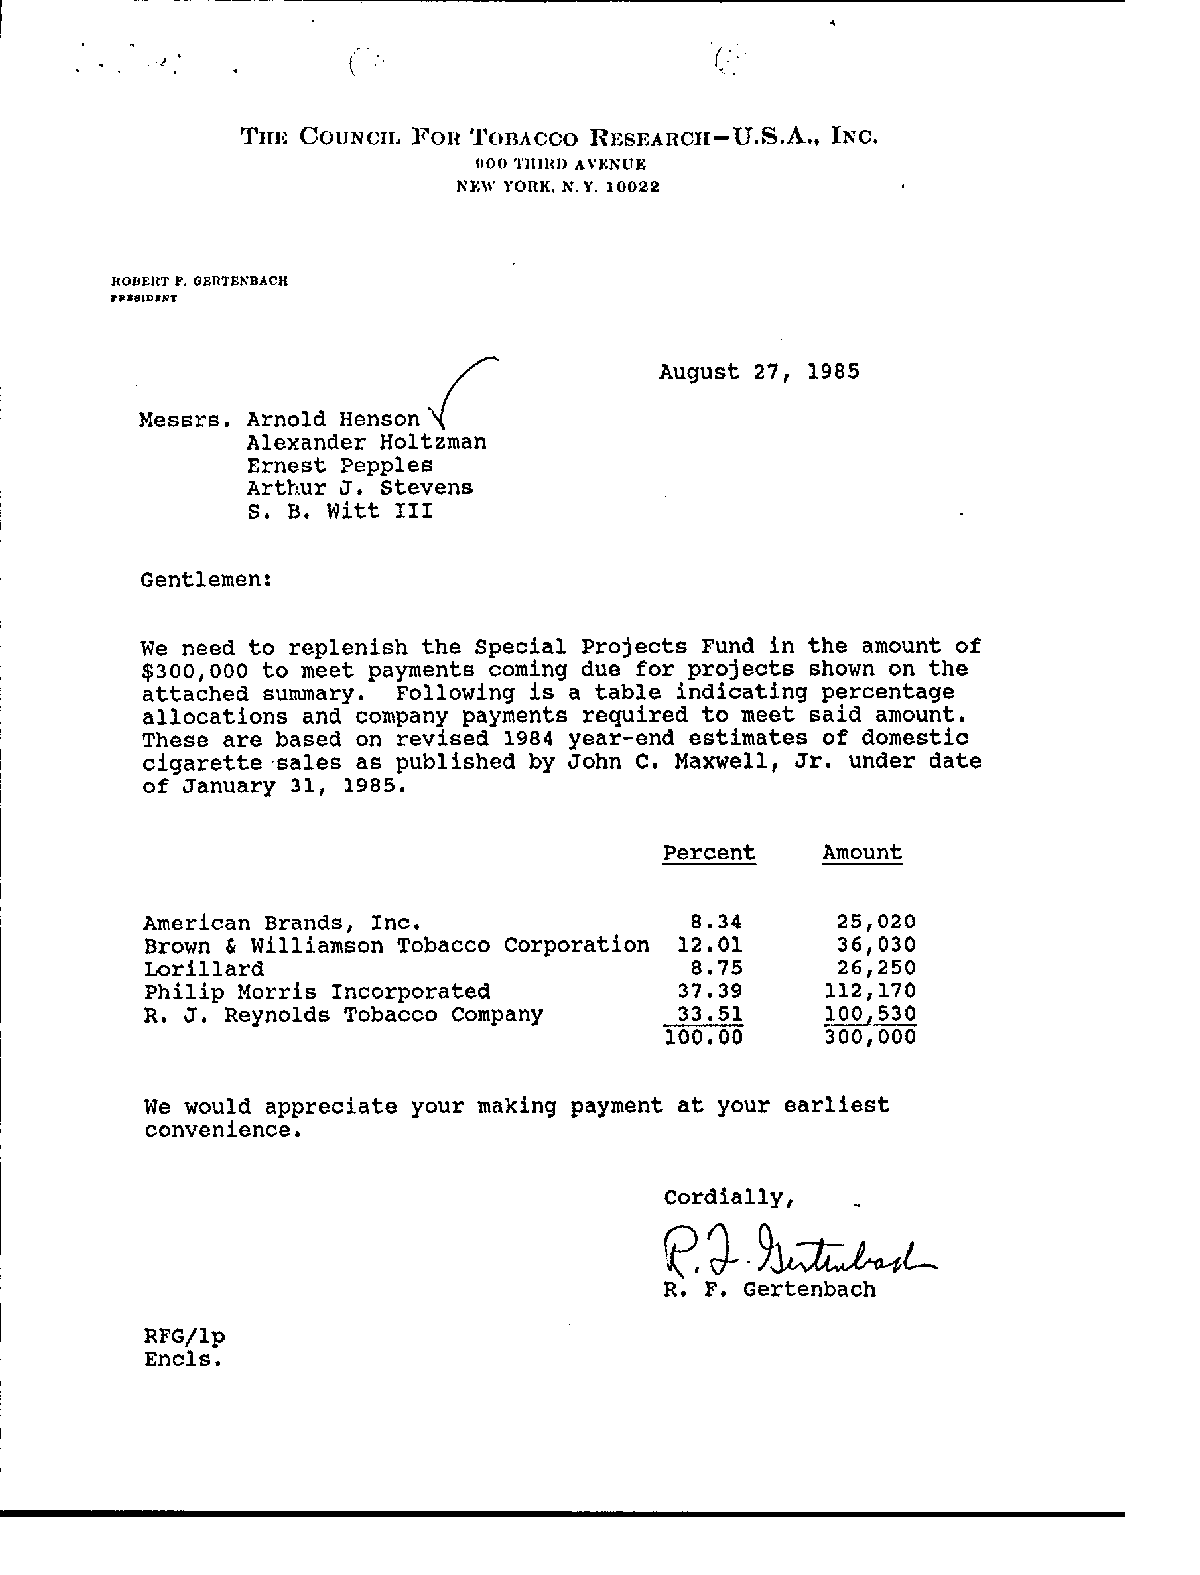 THE COUNCIL FOR TOBACCO RESEARCH—U.S.A., INC.
900 THIRD AVENUE
NEW YORK, N.Y. 10022
ROBERT F. GERTENBACH
PRESIDENT
August 27, 1985
Messrs. Arnold Henson
Alexander Holtzman
Ernest Pepples
Arthur J. Stevens
S. B. Witt III
Gentlemen:
We need to replenish the Special Projects Fund in the amount of
$300,000 to meet payments coming due for projects shown on the
attached summary. Following is a table indicating percentage
allocations and company payments required to meet said amount.
These are based on revised 1984 year-end estimates of domestic
cigarette sales as published by John C. Maxwell, Jr. under date
of January 31, 1985.
Percent Amount
American Brands, Inc. 8.34 25,020
Brown & Williamson Tobacco Corporation 12.01 36,030
Lorillard 8.75 26,250
Philip Morris Incorporated 37.39 112,170
R. J. Reynolds Tobacco Company 33.51 100,530
100.00 300,000
We would appreciate your making payment at your earliest
convenience.
Cordially,
R. F. Gertenbach
R. F. Gertenbach
RFG/lp
Encls.